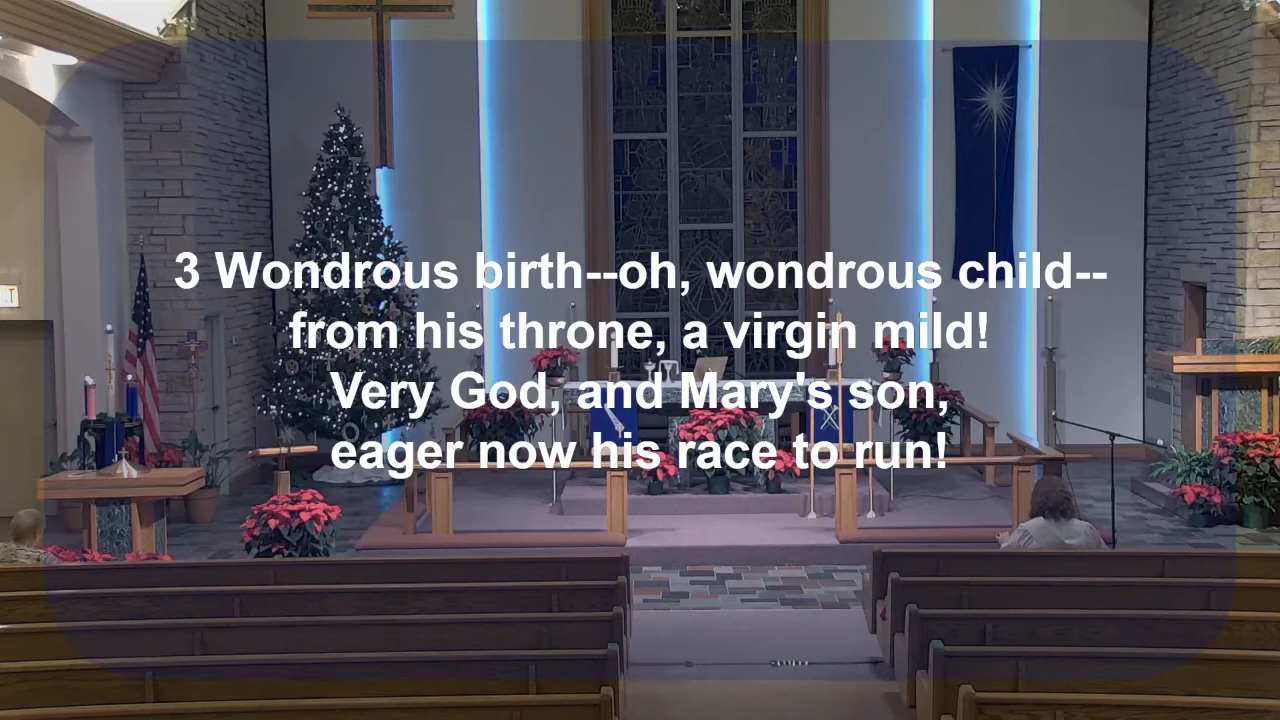 3 Wondrous birth--oh, wondrous child--
from his throne, a virgin mild!
Very God, and Mary's son,
eager now his race to run!